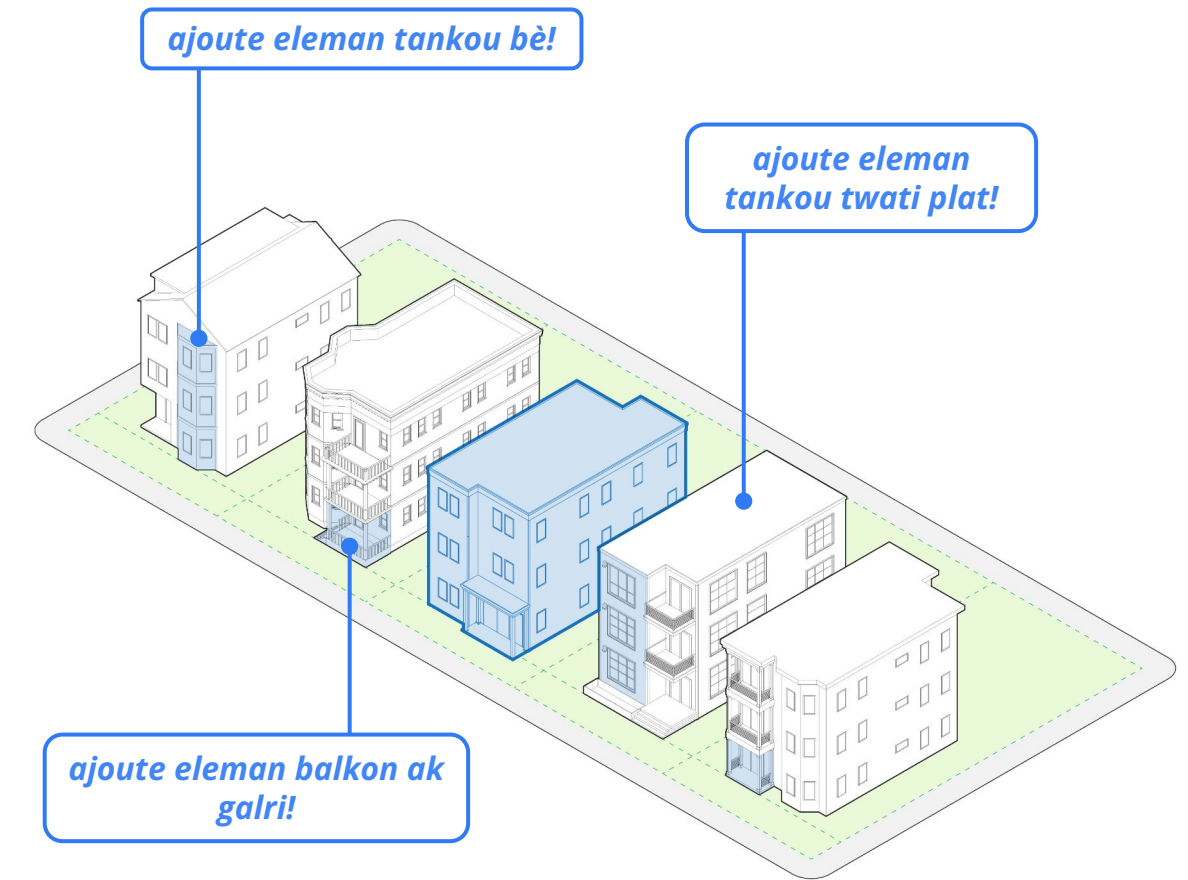 ajoute eleman tankou bè!
ajoute eleman
tankou twati plat!
ajoute eleman balkon ak
galri!